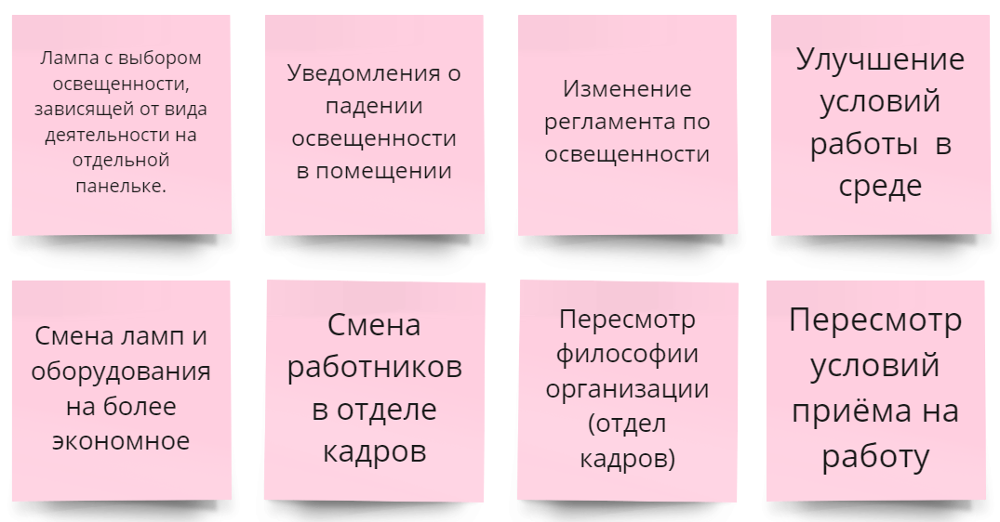 Лампа с выбором
освещенности,
зависящей от вида
деятельности на
отдельной
панельке.
Уведомления о
падении
освещенности
в помещении
Изменение
регламента по
освещенности
Улучшение
условий
работы в
среде
Смена ламп и
оборудования
на более
экономное
Смена
работников
в отделе
кадров
Пересмотр
философии
организации
(отдел
кадров)
Пересмотр
условий
приёма на
работу